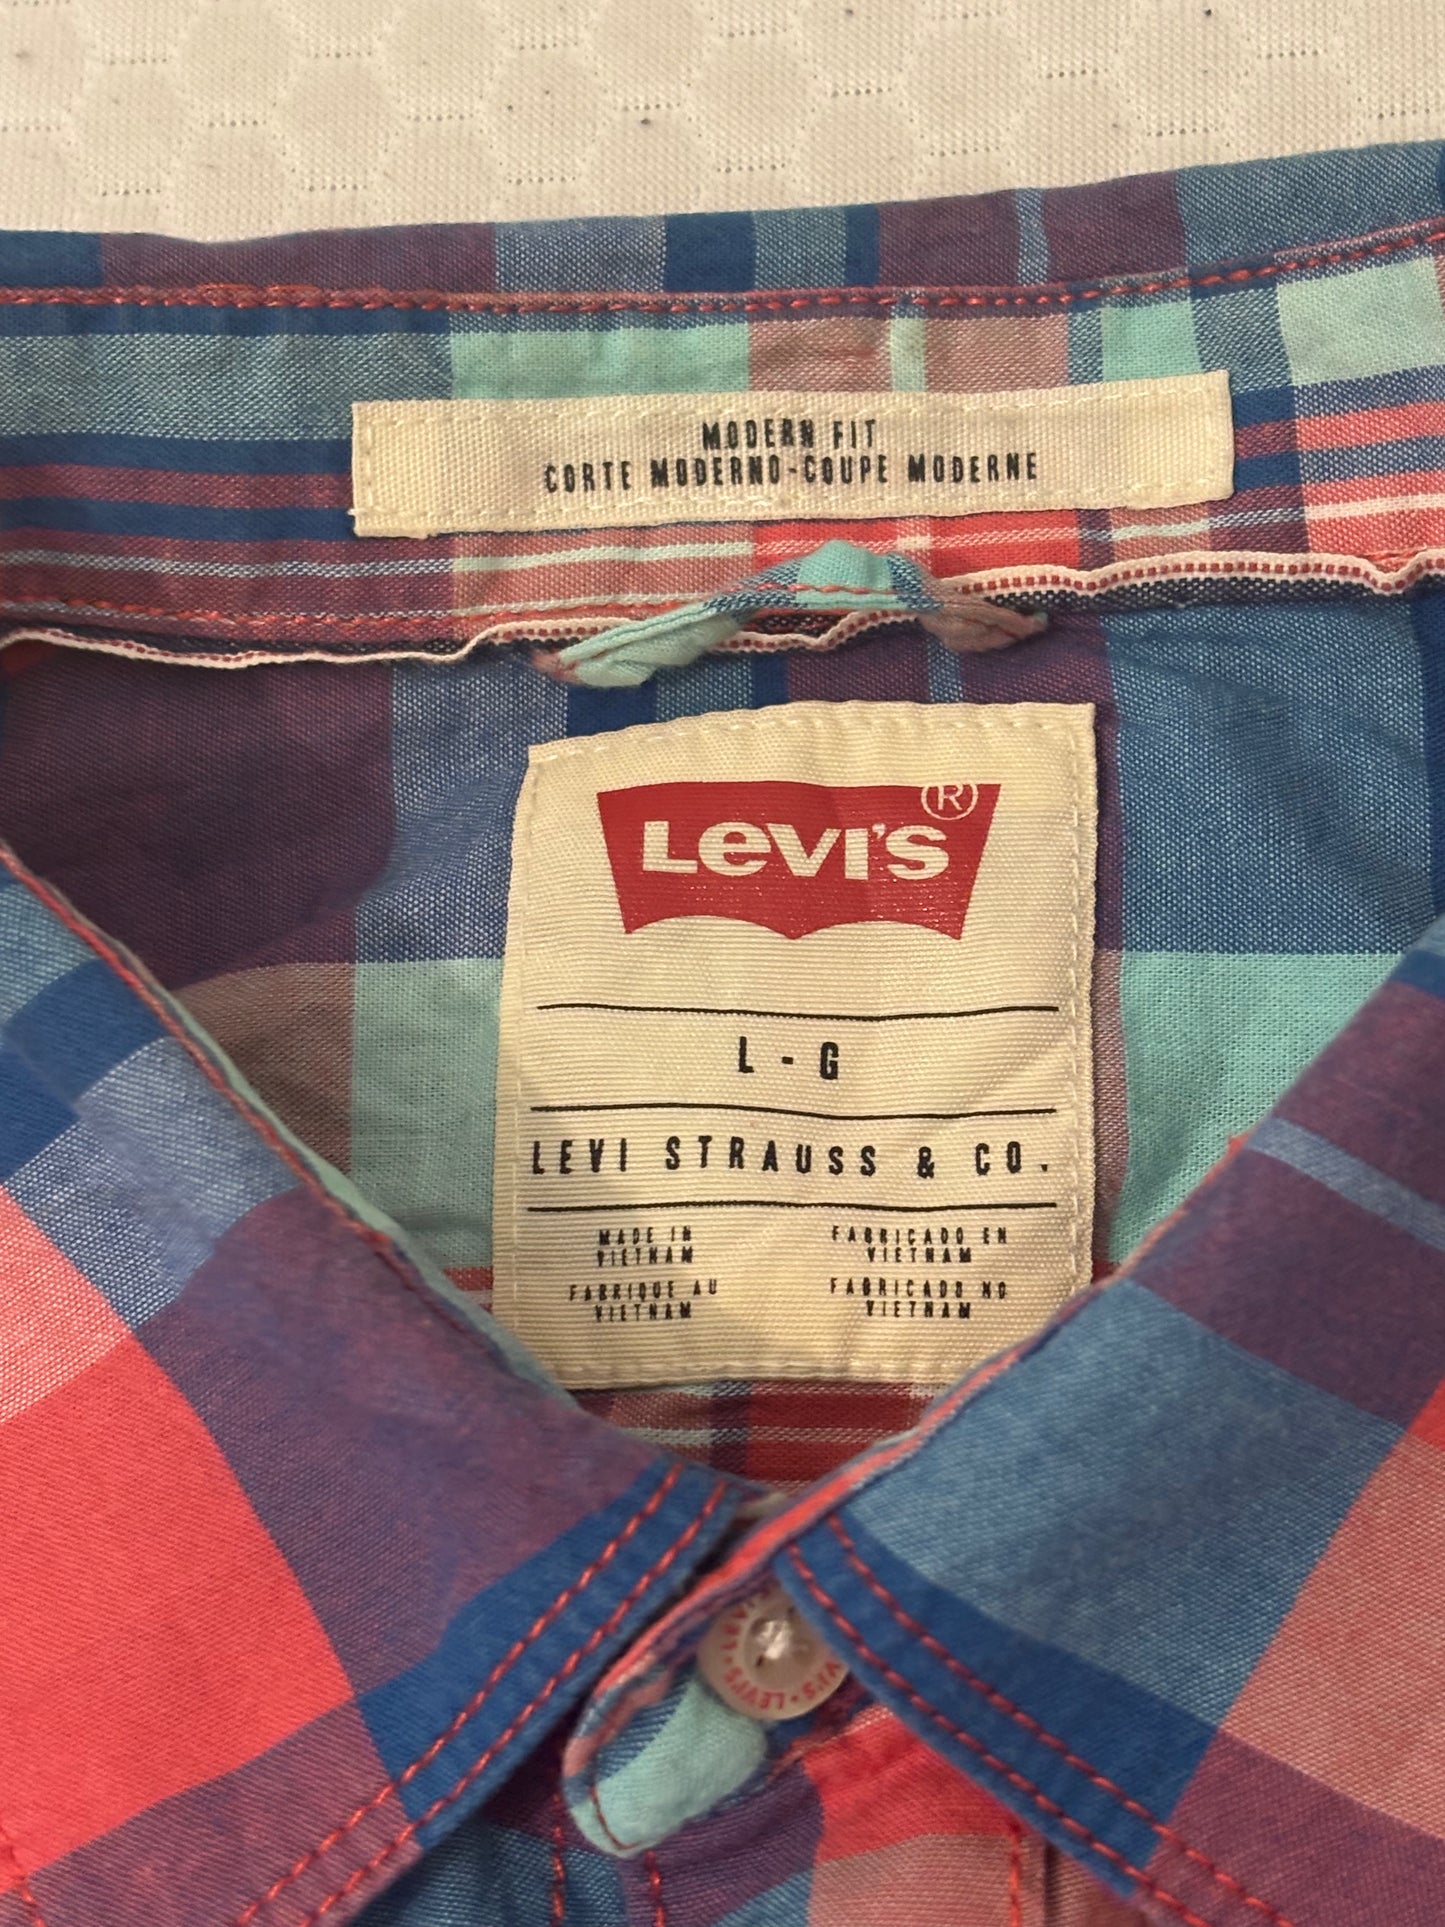 MODERN FIT
CORTE MODERNO-COUPE MODERNE
LEVI'S®
L - G
LEVI STRAUSS & CO.
MADE IN
VIETNAM
FABRICADO EN
VIETNAM
FABRIQUE AU
VIETNAM
FABRICADO NO
VIETNAM
LEVI'S